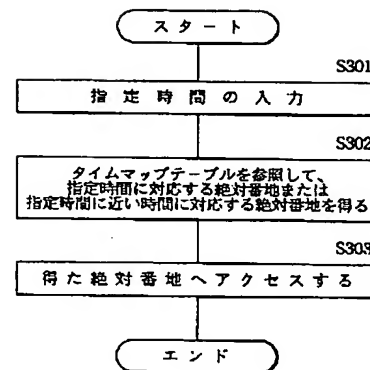 スタート
S301
指定時間の入力
S302
タイムマップテーブルを参照して、
指定時間に対応する絶対番地または
指定時間に近い時間に対応する絶対番地を得る
S303
得た絶対番地へアクセスする
エンド